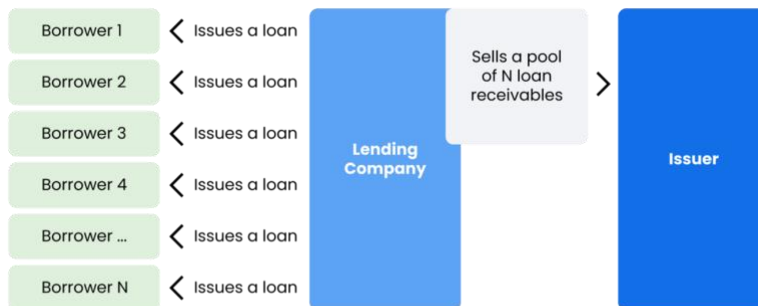 Borrower 1
Issues a loan
Borrower 2
Issues a loan
Borrower 3
Issues a loan
Borrower 4
Issues a loan
Borrower ...
Issues a loan
Borrower N
Issues a loan
Lending
Company
Sells a pool
of N loan
receivables
Issuer